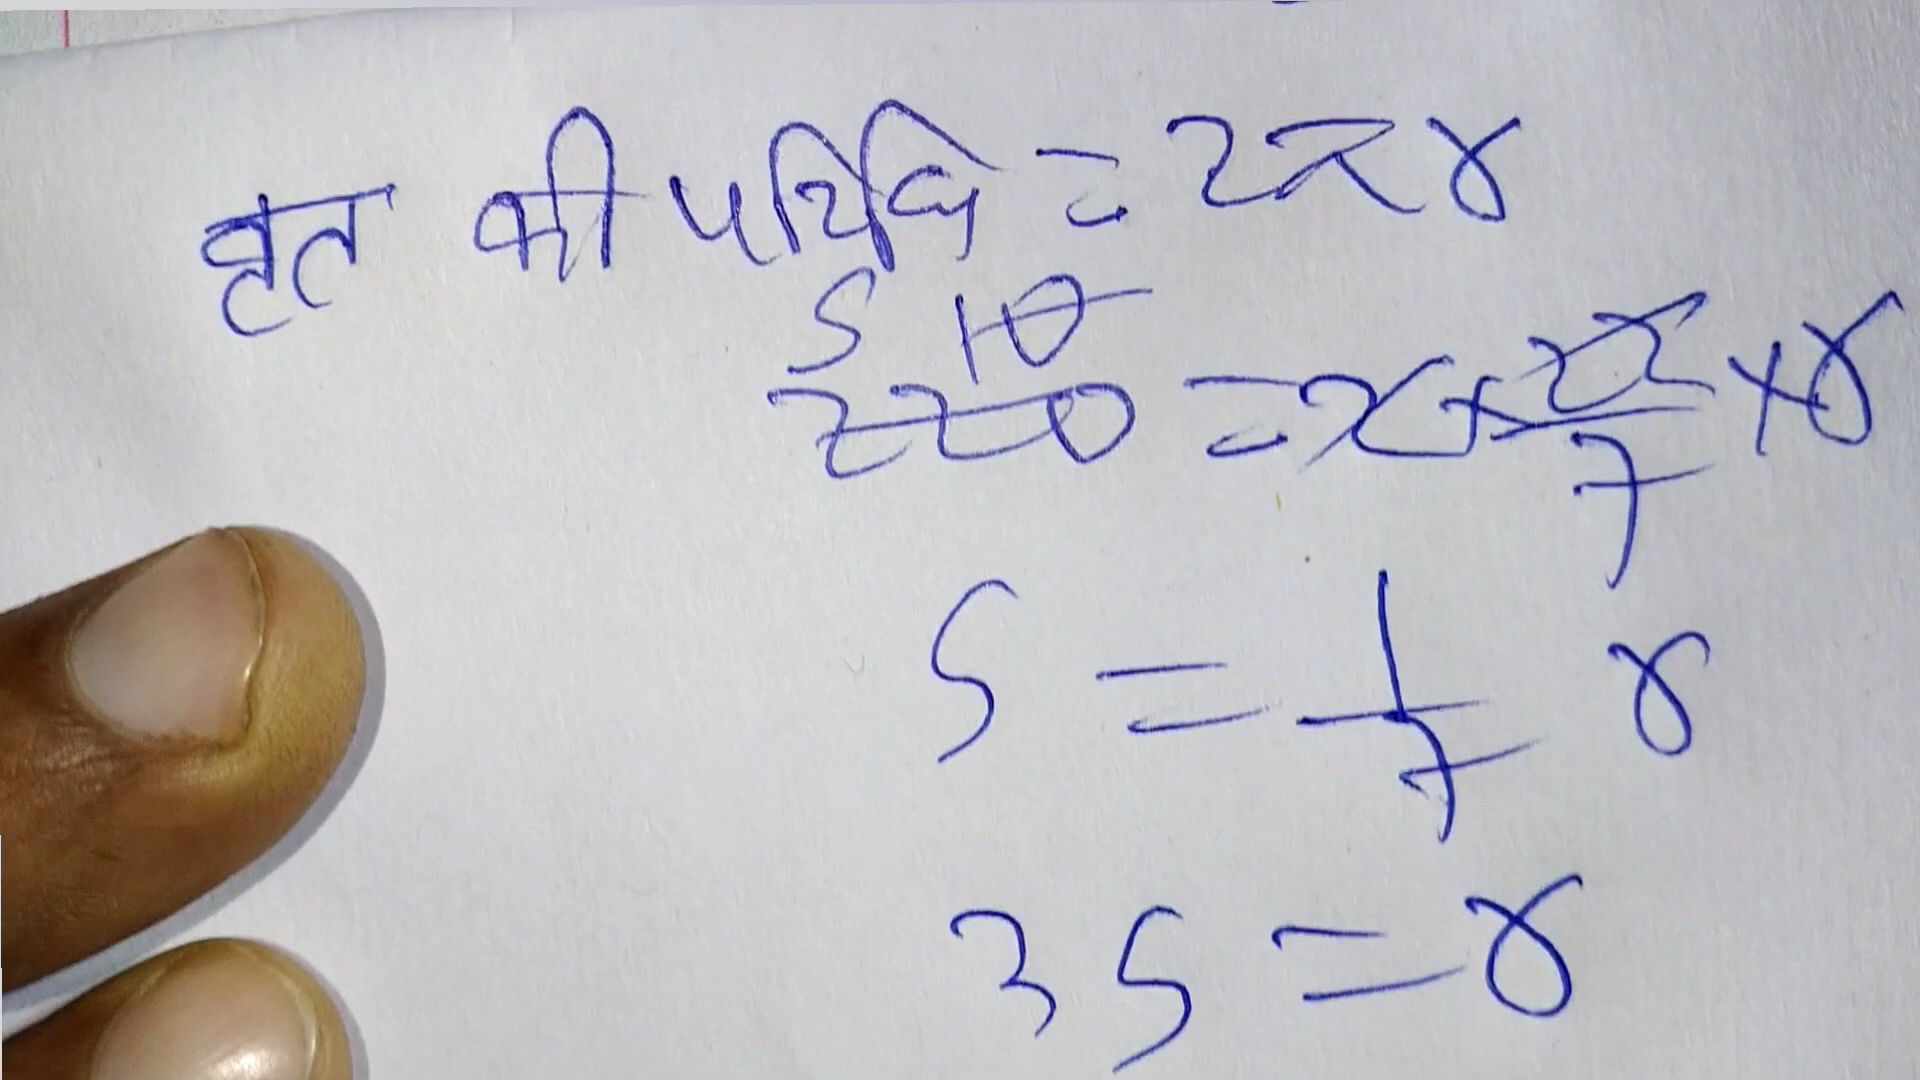 वृत की परिधि = 2πr
5 10
220 = 2 × 22/7 × r
5 = 1/7 r
35 = r